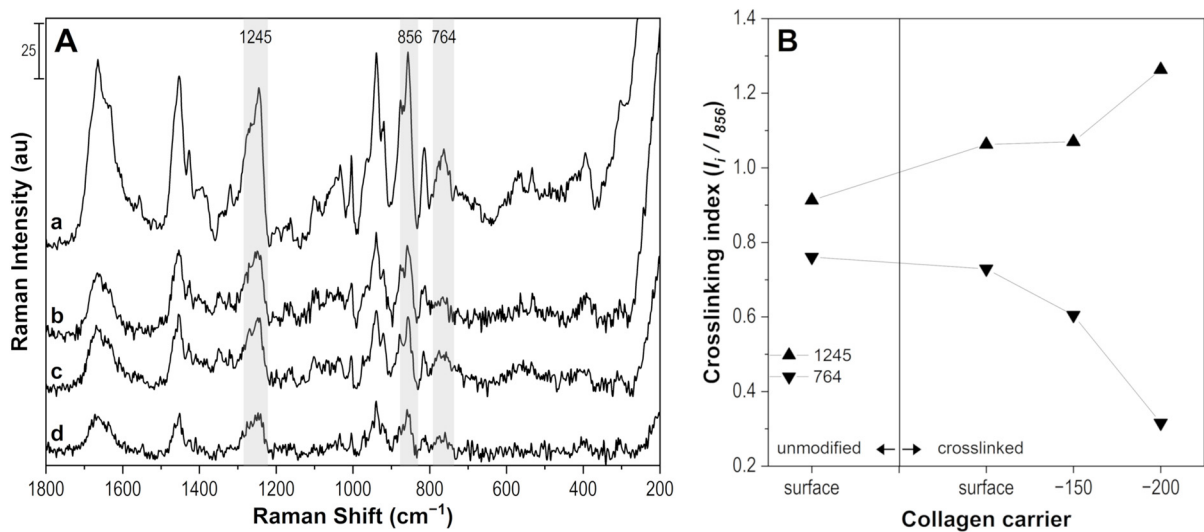 A
25
1245
856
764
Raman Intensity (au)
a
b
c
d
1800
1600
1400
1200
1000
800
600
400
200
Raman Shift (cm⁻¹)
B
Crosslinking index (I_i / I_856)
1.4
1.2
1.0
0.8
0.6
0.4
0.2
1245
764
unmodified
crosslinked
surface
surface
−150
−200
Collagen carrier